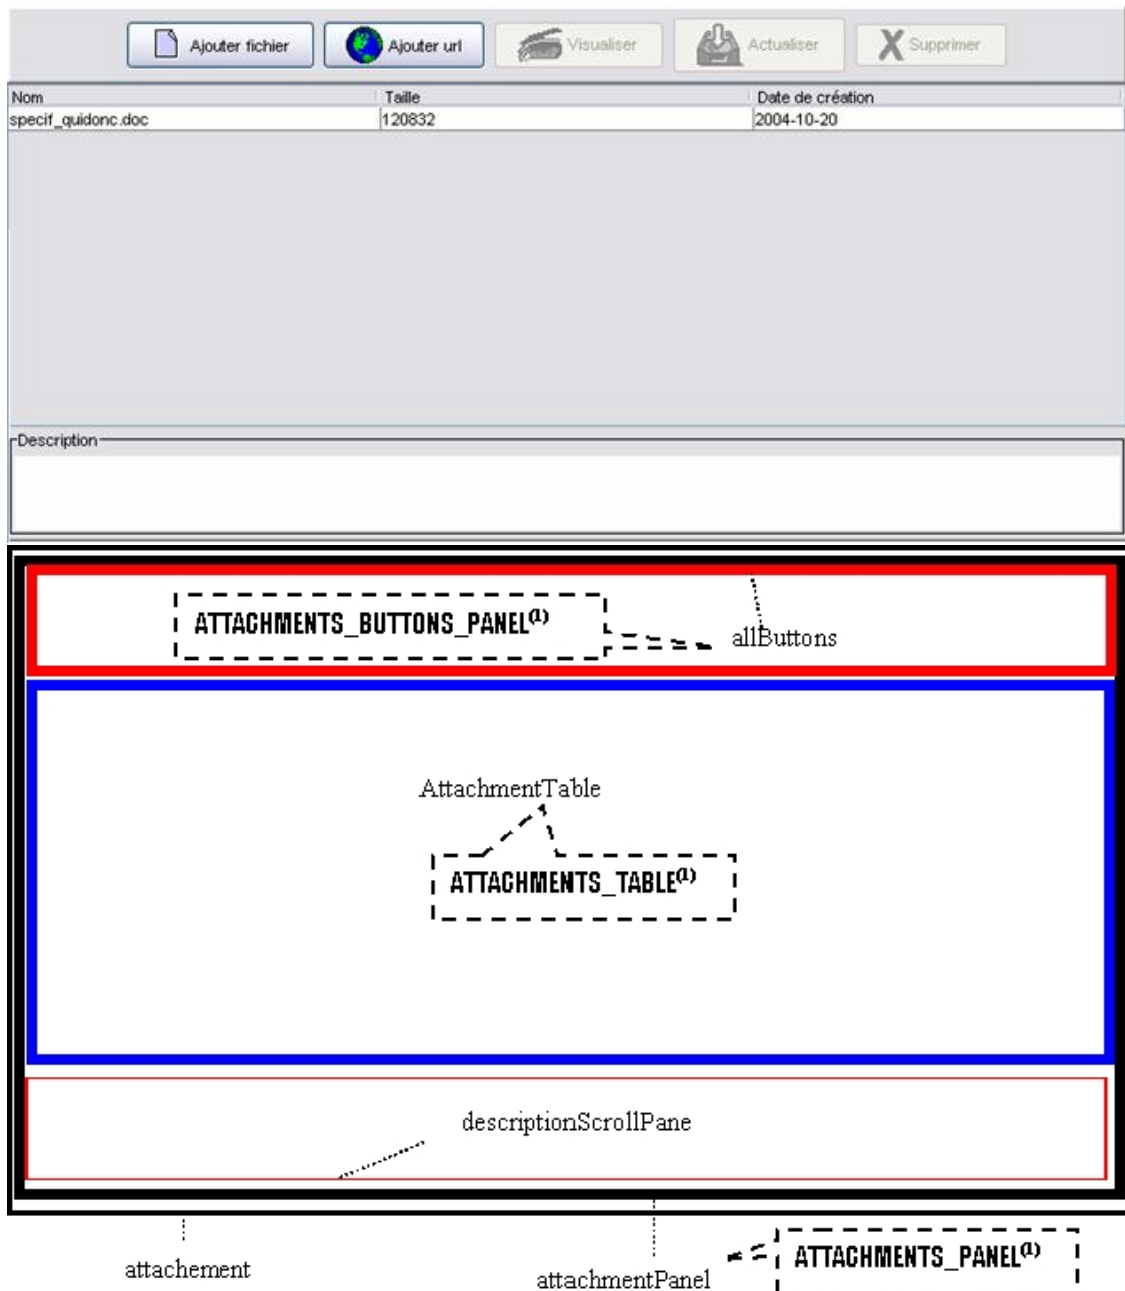 Ajouter fichier Ajouter url Visualiser Actualiser Supprimer
Nom Taille Date de création
specif_quidonc.doc 120832 2004-10-20
Description
ATTACHMENTS_BUTTONS_PANEL(1)
allButtons
AttachmentTable
ATTACHMENTS_TABLE(1)
descriptionScrollPane
attachement
attachmentPanel
ATTACHMENTS_PANEL(1)